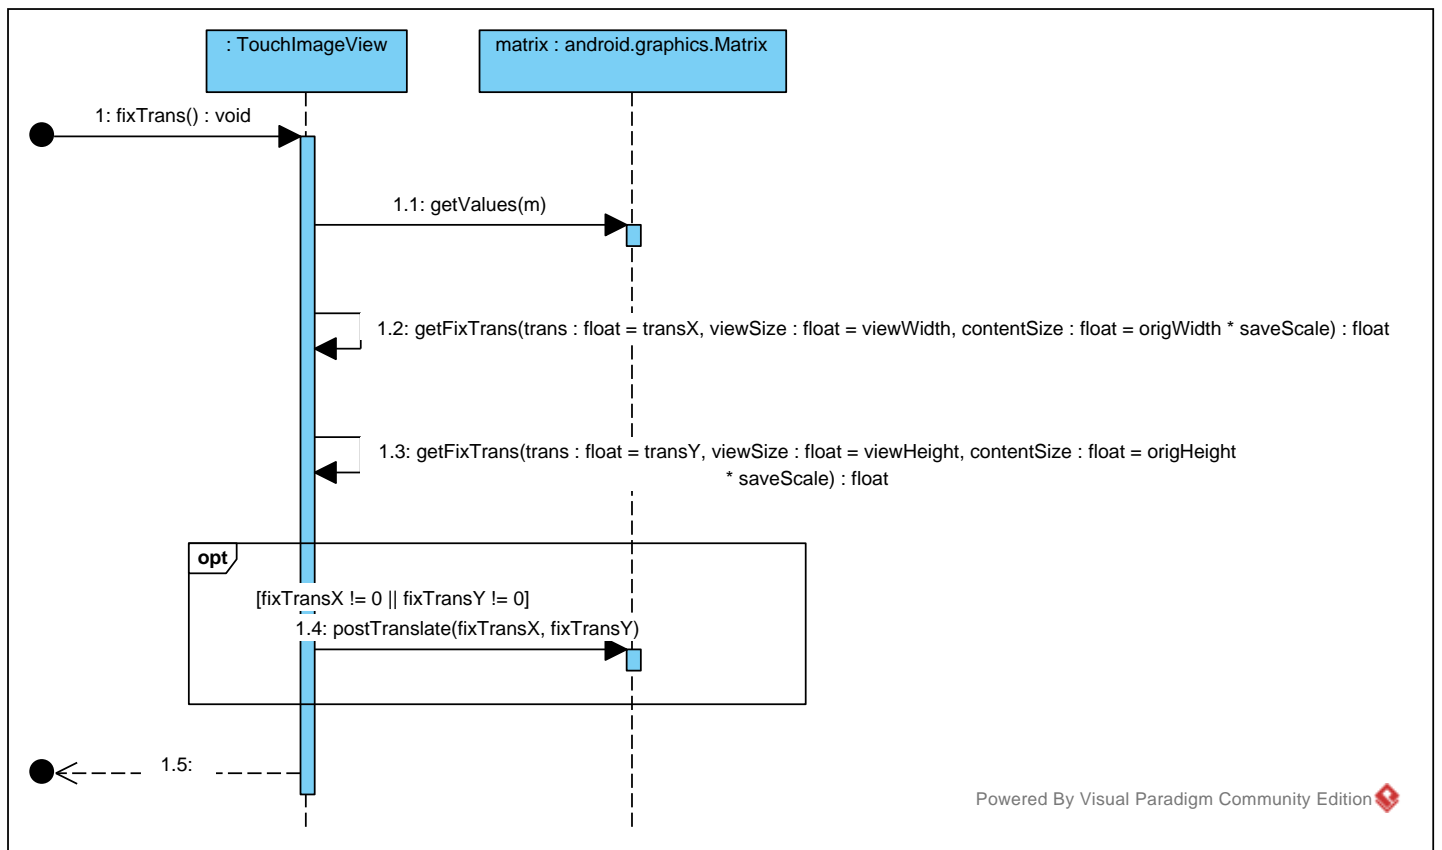 : TouchImageView
matrix : android.graphics.Matrix
1: fixTrans() : void
1.1: getValues(m)
1.2: getFixTrans(trans : float = transX, viewSize : float = viewWidth, contentSize : float = origWidth * saveScale) : float
1.3: getFixTrans(trans : float = transY, viewSize : float = viewHeight, contentSize : float = origHeight
* saveScale) : float
opt
[fixTransX != 0 || fixTransY != 0]
1.4: postTranslate(fixTransX, fixTransY)
1.5:
Powered By Visual Paradigm Community Edition